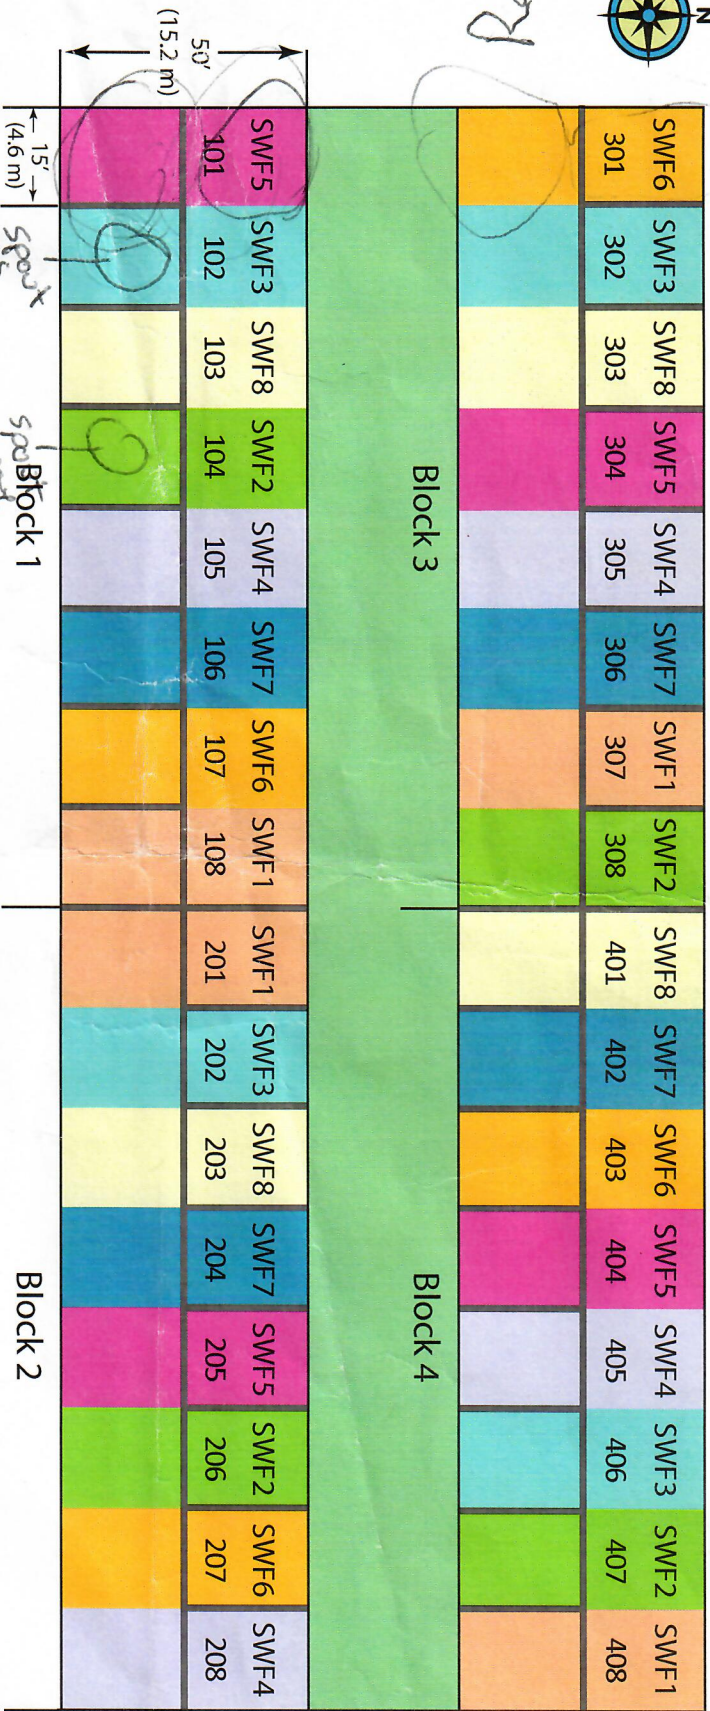 N
SWF6 SWF3 SWF8 SWF5 SWF4 SWF7 SWF1 SWF2 SWF8 SWF7 SWF6 SWF5 SWF4 SWF3 SWF2 SWF1
301 302 303 304 305 306 307 308 401 402 403 404 405 406 407 408
Block 3 Block 4
SWF5 SWF3 SWF8 SWF2 SWF4 SWF7 SWF6 SWF1 SWF1 SWF3 SWF8 SWF7 SWF5 SWF2 SWF6 SWF4
101 102 103 104 105 106 107 108 201 202 203 204 205 206 207 208
50'
(15.2 m)
15'
(4.6 m)
Block 1 Block 2